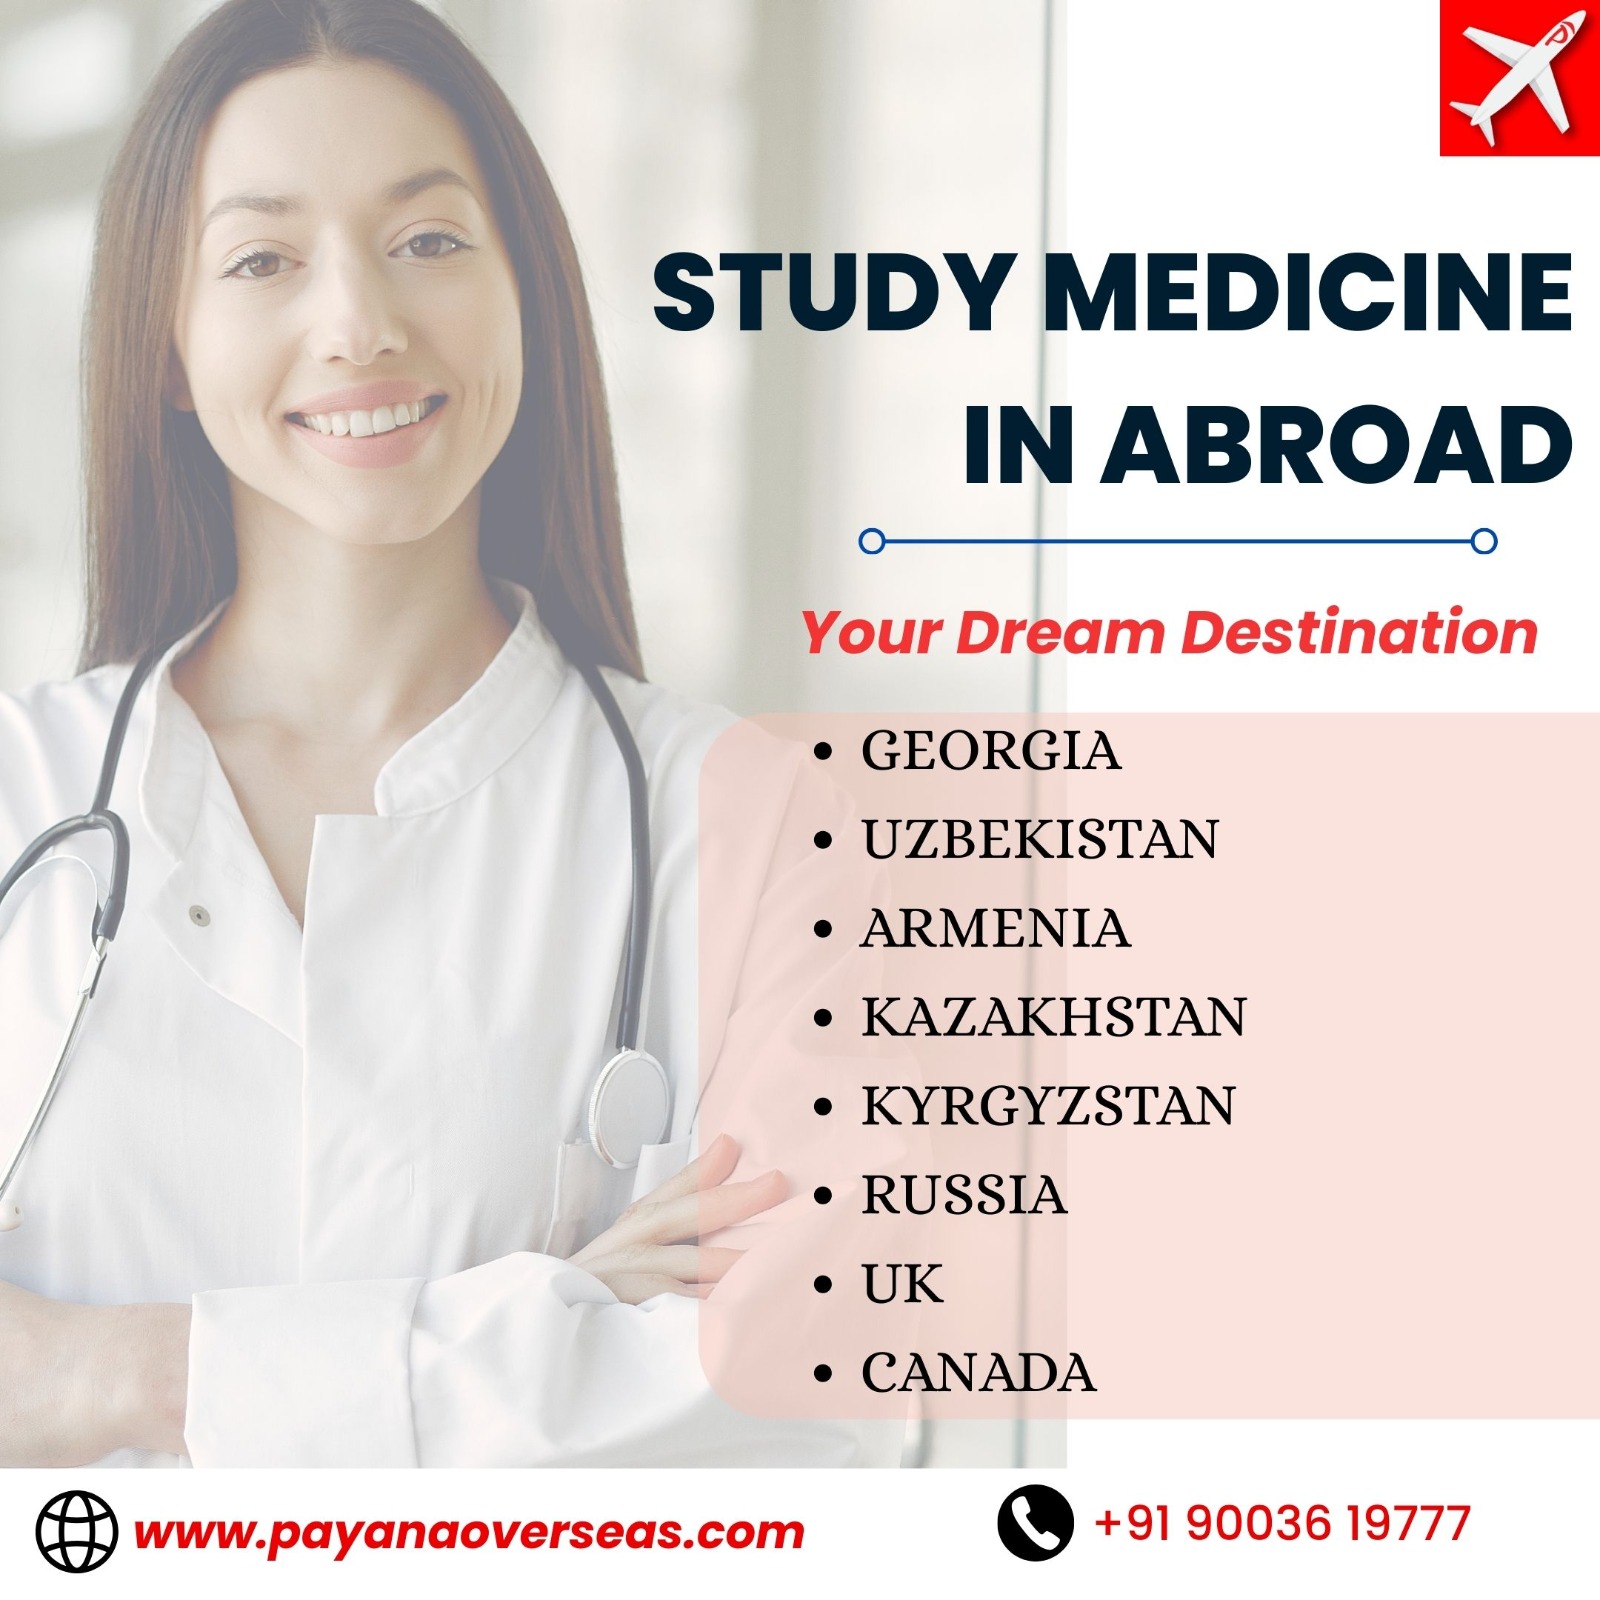 STUDY MEDICINE
IN ABROAD
Your Dream Destination
• GEORGIA
• UZBEKISTAN
• ARMENIA
• KAZAKHSTAN
• KYRGYZSTAN
• RUSSIA
• UK
• CANADA
www.payanaoverseas.com
+91 90036 19777